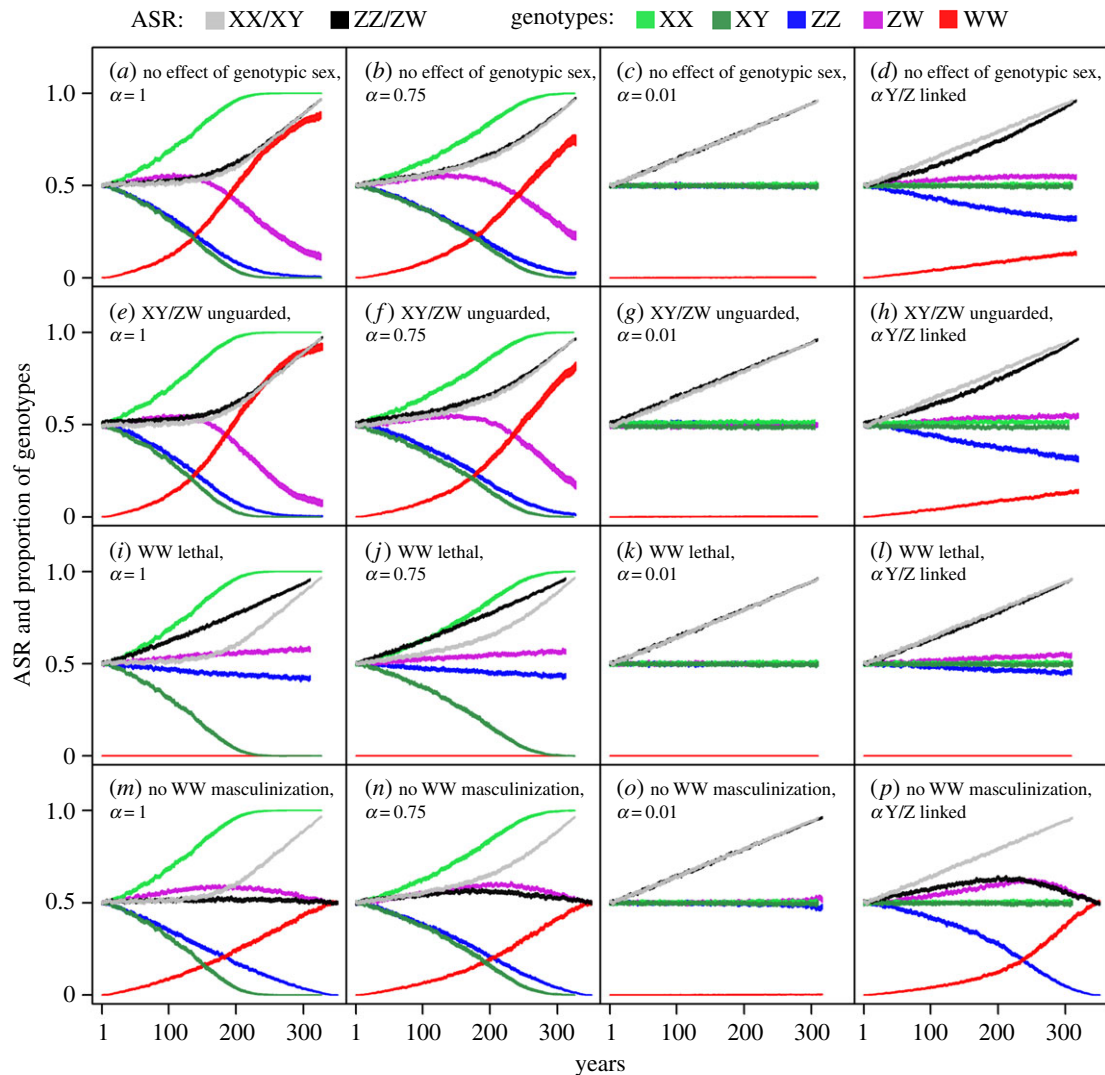 ASR: XX/XY ZZ/ZW genotypes: XX XY ZZ ZW WW
(a) no effect of genotypic sex,
α = 1
(b) no effect of genotypic sex,
α = 0.75
(c) no effect of genotypic sex,
α = 0.01
(d) no effect of genotypic sex,
α Y/Z linked
1.0
0.5
0
(e) XY/ZW unguarded,
α = 1
(f) XY/ZW unguarded,
α = 0.75
(g) XY/ZW unguarded,
α = 0.01
(h) XY/ZW unguarded,
α Y/Z linked
1.0
0.5
0
(i) WW lethal,
α = 1
(j) WW lethal,
α = 0.75
(k) WW lethal,
α = 0.01
(l) WW lethal,
α Y/Z linked
1.0
0.5
0
(m) no WW masculinization,
α = 1
(n) no WW masculinization,
α = 0.75
(o) no WW masculinization,
α = 0.01
(p) no WW masculinization,
α Y/Z linked
1.0
0.5
0
ASR and proportion of genotypes
1 100 200 300 1 100 200 300 1 100 200 300 1 100 200 300
years